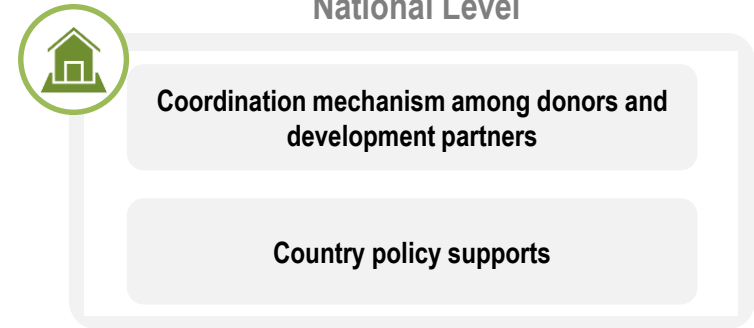 National Level
Coordination mechanism among donors and
development partners
Country policy supports